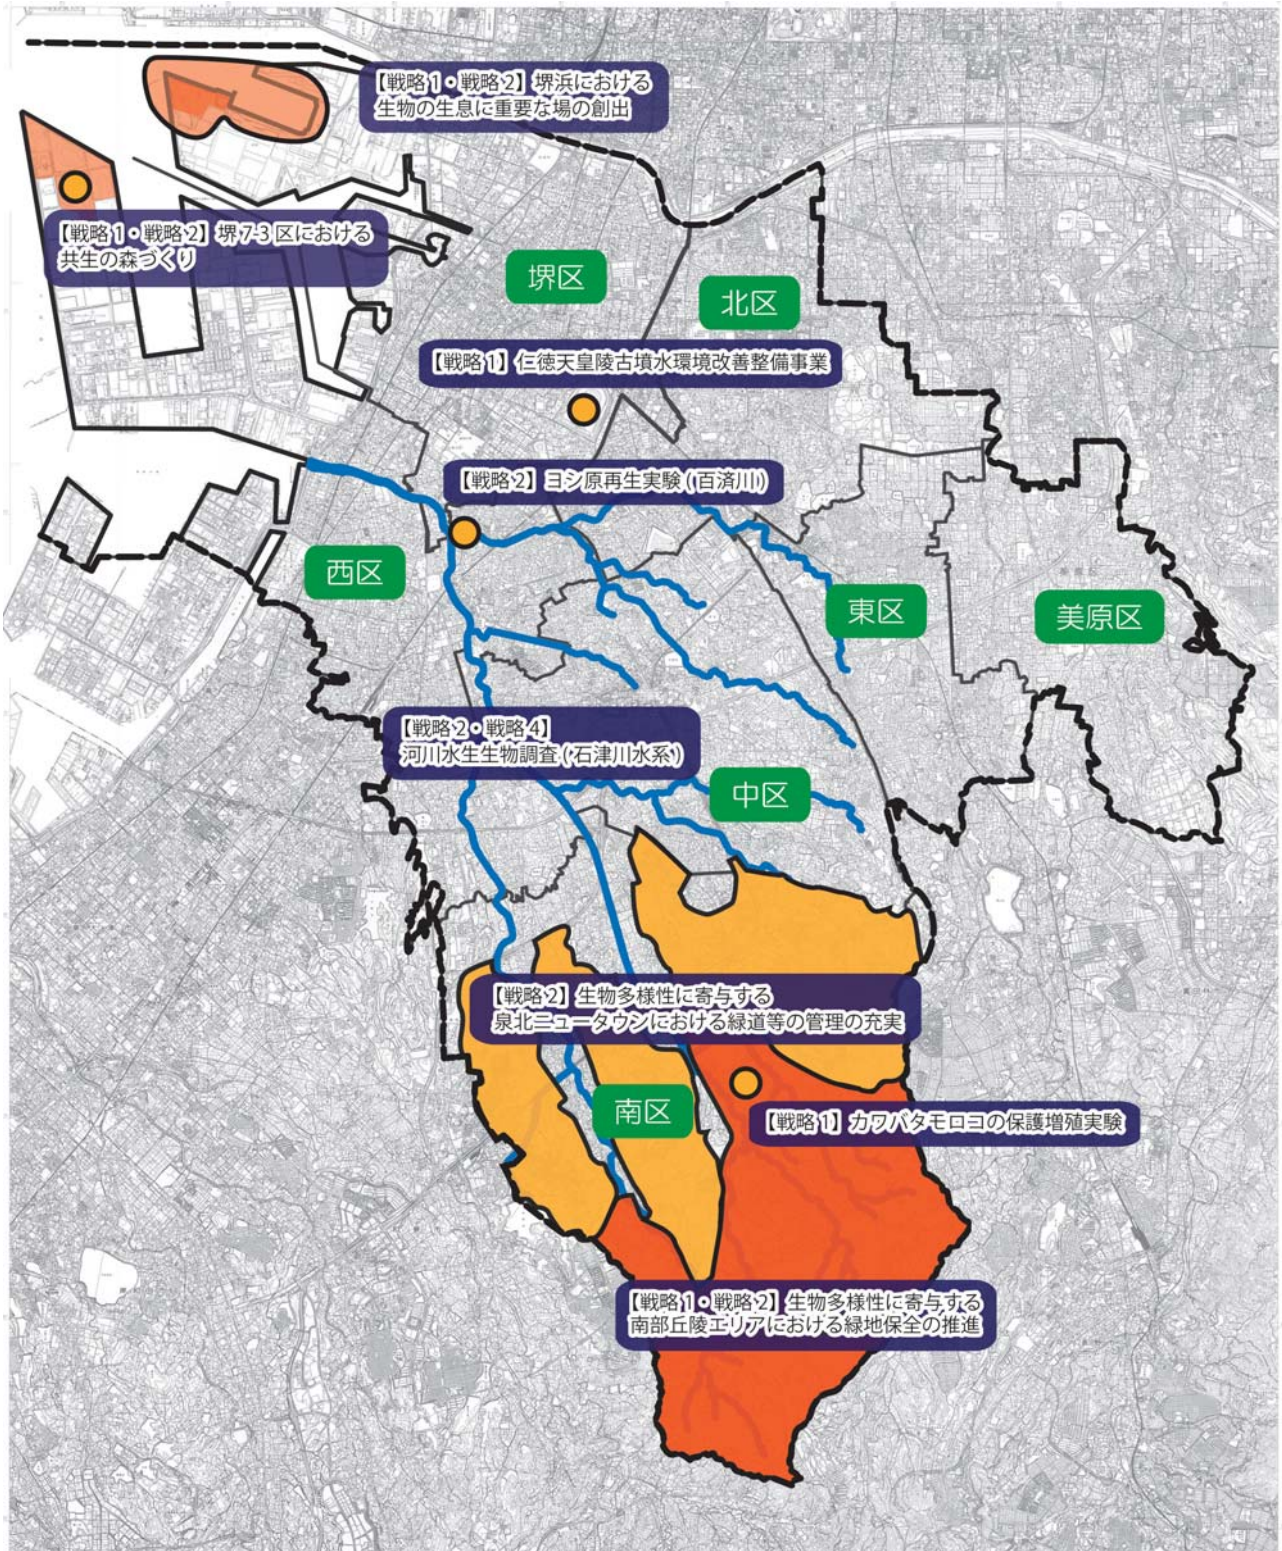 【戦略1・戦略2】堺浜における
生物の生息に重要な場の創出
【戦略1・戦略2】堺7-3区における
共生の森づくり
堺区
北区
【戦略1】仁徳天皇陵古墳水環境改善整備事業
【戦略2】ヨシ原再生実験(百済川)
西区
東区
美原区
【戦略2・戦略4】
河川水生生物調査(石津川水系)
中区
【戦略2】生物多様性に寄与する
泉北ニュータウンにおける緑道等の管理の充実
南区
【戦略1】カワバタモロコの保護増殖実験
【戦略1・戦略2】生物多様性に寄与する
南部丘陵エリアにおける緑地保全の推進